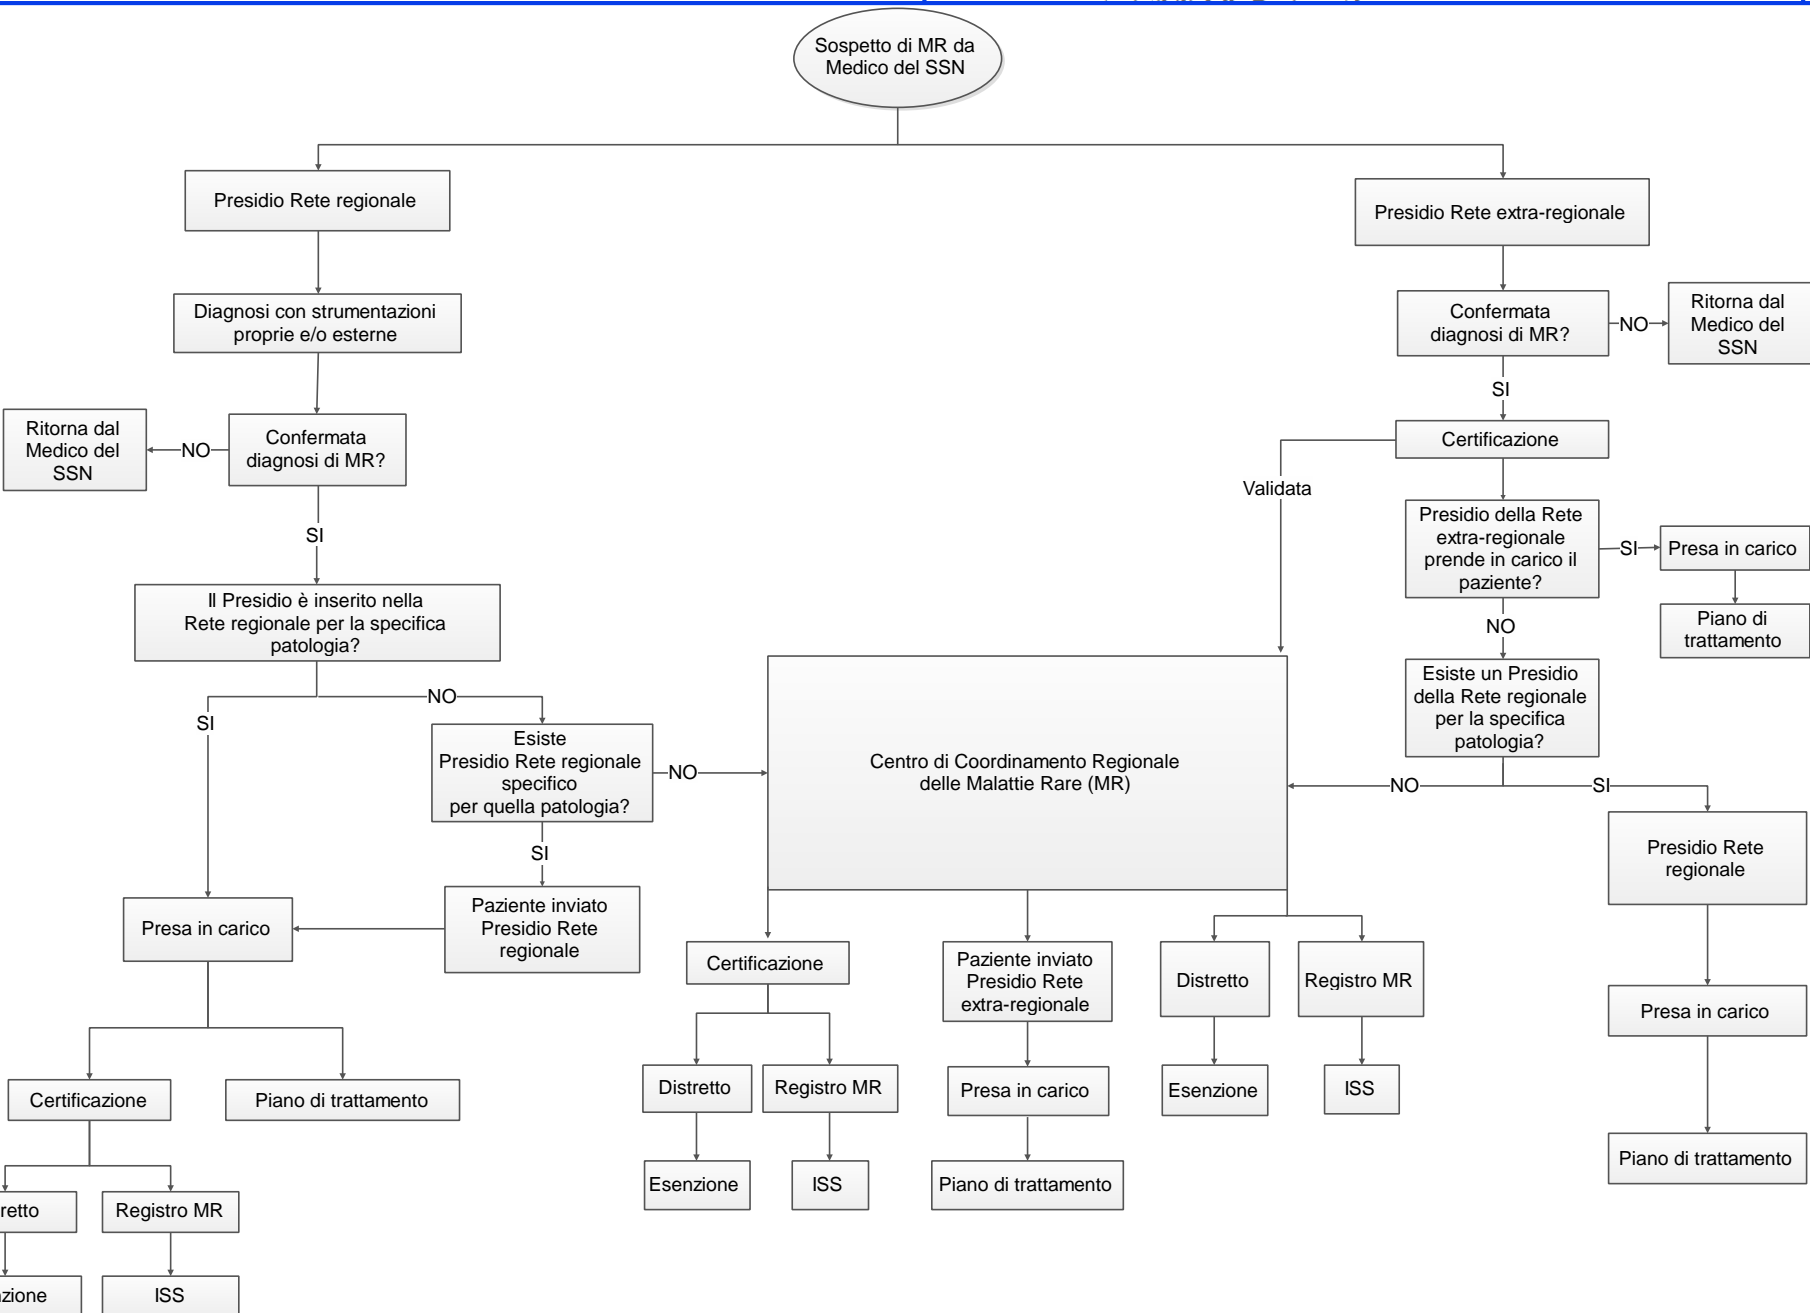 Sospetto di MR da
Medico del SSN
Presidio Rete regionale
Presidio Rete extra-regionale
Diagnosi con strumentazioni
proprie e/o esterne
Confermata
diagnosi di MR?
NO
Ritorna dal
Medico del
SSN
SI
Ritorna dal
Medico del
SSN
NO
Confermata
diagnosi di MR?
Certificazione
Validata
SI
Presidio della Rete
extra-regionale
prende in carico il
paziente?
SI
Presa in carico
Piano di
trattamento
NO
Il Presidio è inserito nella
Rete regionale per la specifica
patologia?
Esiste un Presidio
della Rete regionale
per la specifica
patologia?
SI
NO
Esiste
Presidio Rete regionale
specifico
per quella patologia?
NO
Centro di Coordinamento Regionale
delle Malattie Rare (MR)
NO
SI
Presidio Rete
regionale
SI
Presa in carico
Paziente inviato
Presidio Rete
regionale
Certificazione
Paziente inviato
Presidio Rete
extra-regionale
Distretto
Registro MR
Presa in carico
Certificazione
Piano di trattamento
Distretto
Registro MR
Presa in carico
Esenzione
ISS
Esenzione
ISS
Piano di trattamento
Piano di trattamento
retto
Registro MR
zione
ISS